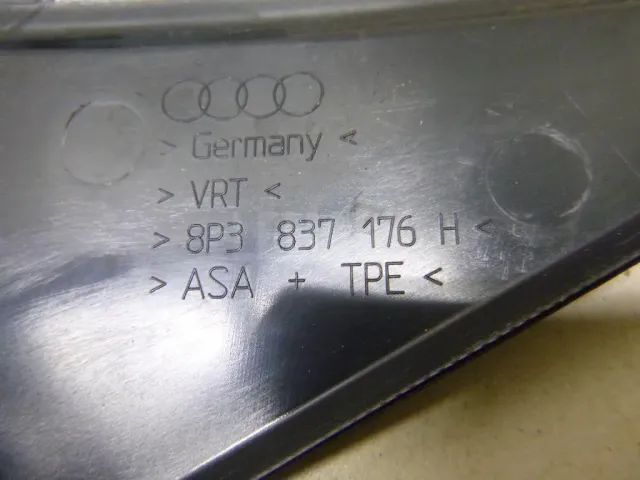 > Germany <
> VRT <
> 8P3 837 176 H <
> ASA + TPE <